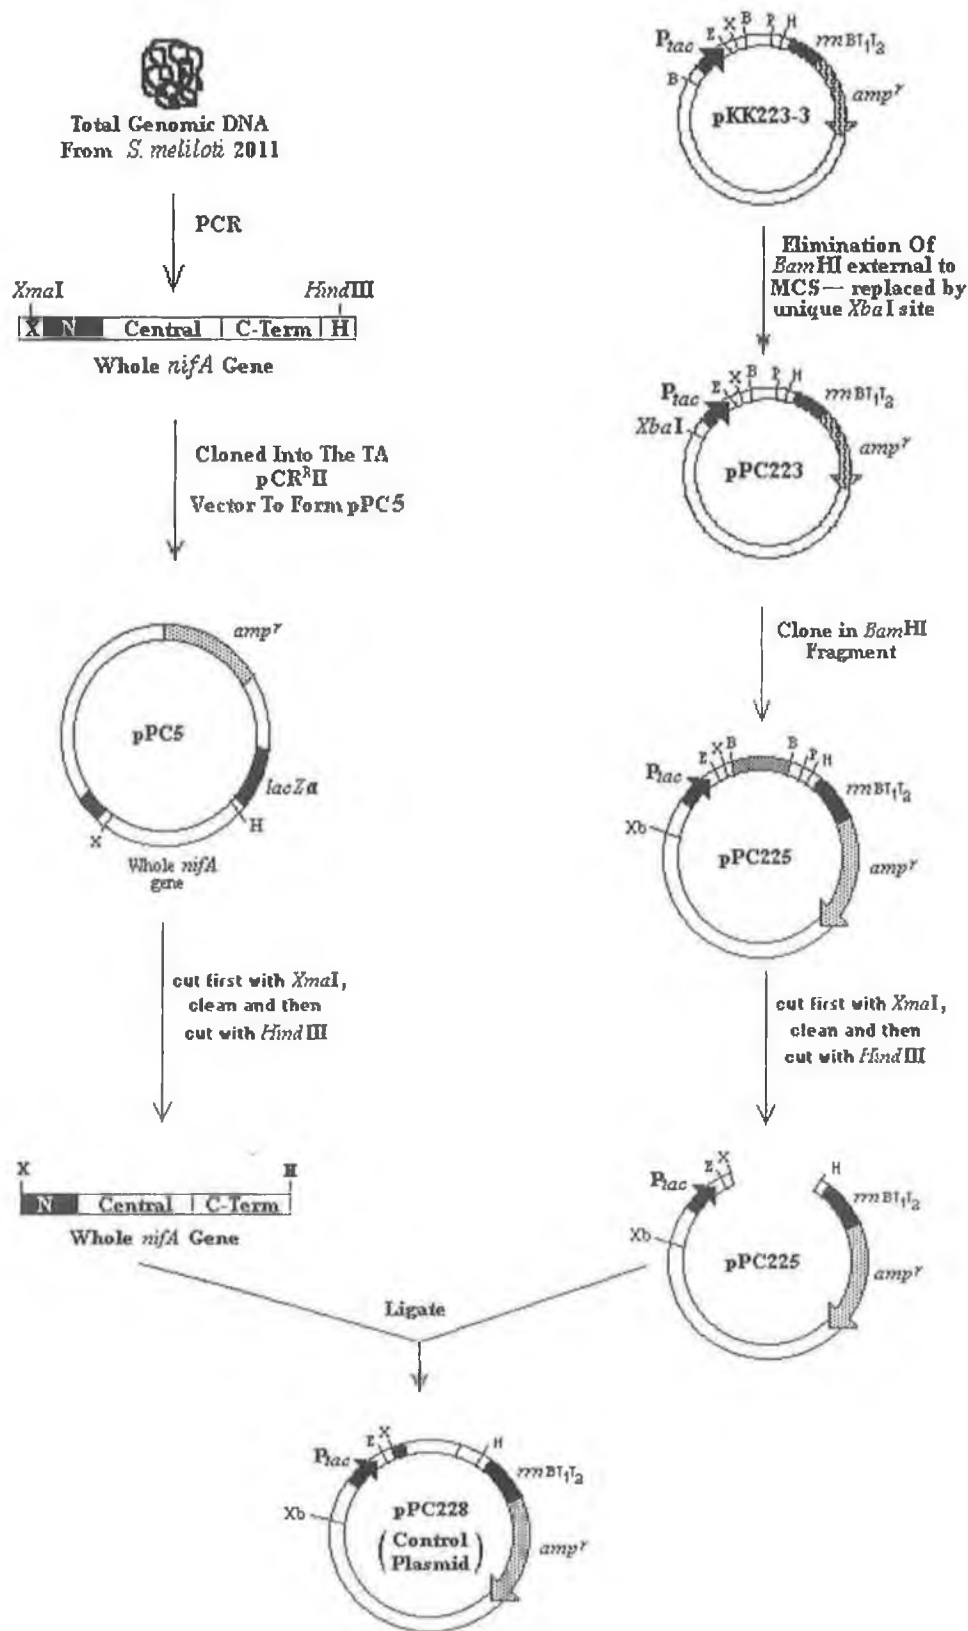 Total Genomic DNA
From S. meliloti 2011
PCR
XmaI
HindIII
X N Central C-Term H
Whole nifA Gene
Cloned Into The TA
pCRᴿII
Vector To Form pPC5
ampʳ
pPC5
lacZα
H
X
Whole nifA
gene
cut first with XmaI,
clean and then
cut with HindIII
X
H
N Central C-Term
Whole nifA Gene
Ptac
E X B P H
rrnBT₁T₂
B
ampʳ
pKK223-3
Elimination Of
BamHI external to
MCS— replaced by
unique XbaI site
Ptac
E X B P H
rrnBT₁T₂
XbaI
ampʳ
pPC223
Clone in BamHI
Fragment
Ptac
E X B B P H
rrnBT₁T₂
Xb
ampʳ
pPC225
cut first with XmaI,
clean and then
cut with HindIII
Ptac
E X H
rrnBT₁T₂
Xb
ampʳ
pPC225
Ligate
Ptac
E X H
rrnBT₁T₂
Xb
pPC228
(Control
Plasmid)
ampʳ